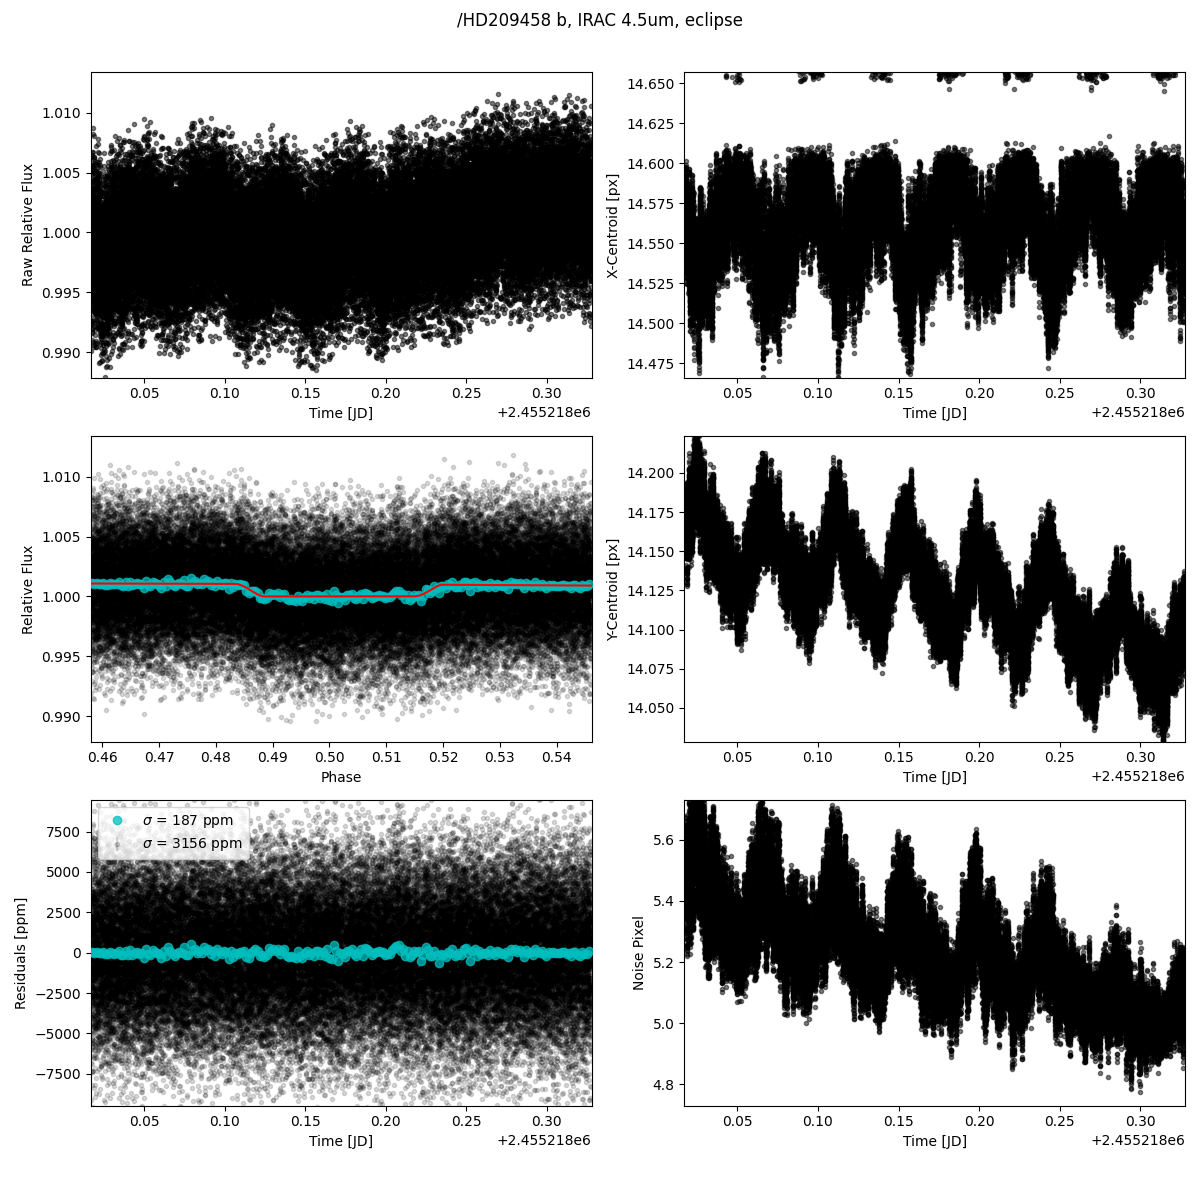 /HD209458 b, IRAC 4.5um, eclipse
1.010
1.005
1.000
0.995
0.990
Raw Relative Flux
0.05 0.10 0.15 0.20 0.25 0.30
Time [JD]
+2.455218e6
14.650
14.625
14.600
14.575
14.550
14.525
14.500
14.475
X-Centroid [px]
0.05 0.10 0.15 0.20 0.25 0.30
Time [JD]
+2.455218e6
1.010
1.005
1.000
0.995
0.990
Relative Flux
0.46 0.47 0.48 0.49 0.50 0.51 0.52 0.53 0.54
Phase
14.200
14.175
14.150
14.125
14.100
14.075
14.050
Y-Centroid [px]
0.05 0.10 0.15 0.20 0.25 0.30
Time [JD]
+2.455218e6
σ = 187 ppm
σ = 3156 ppm
7500
5000
2500
0
−2500
−5000
−7500
Residuals [ppm]
0.05 0.10 0.15 0.20 0.25 0.30
Time [JD]
+2.455218e6
5.6
5.4
5.2
5.0
4.8
Noise Pixel
0.05 0.10 0.15 0.20 0.25 0.30
Time [JD]
+2.455218e6